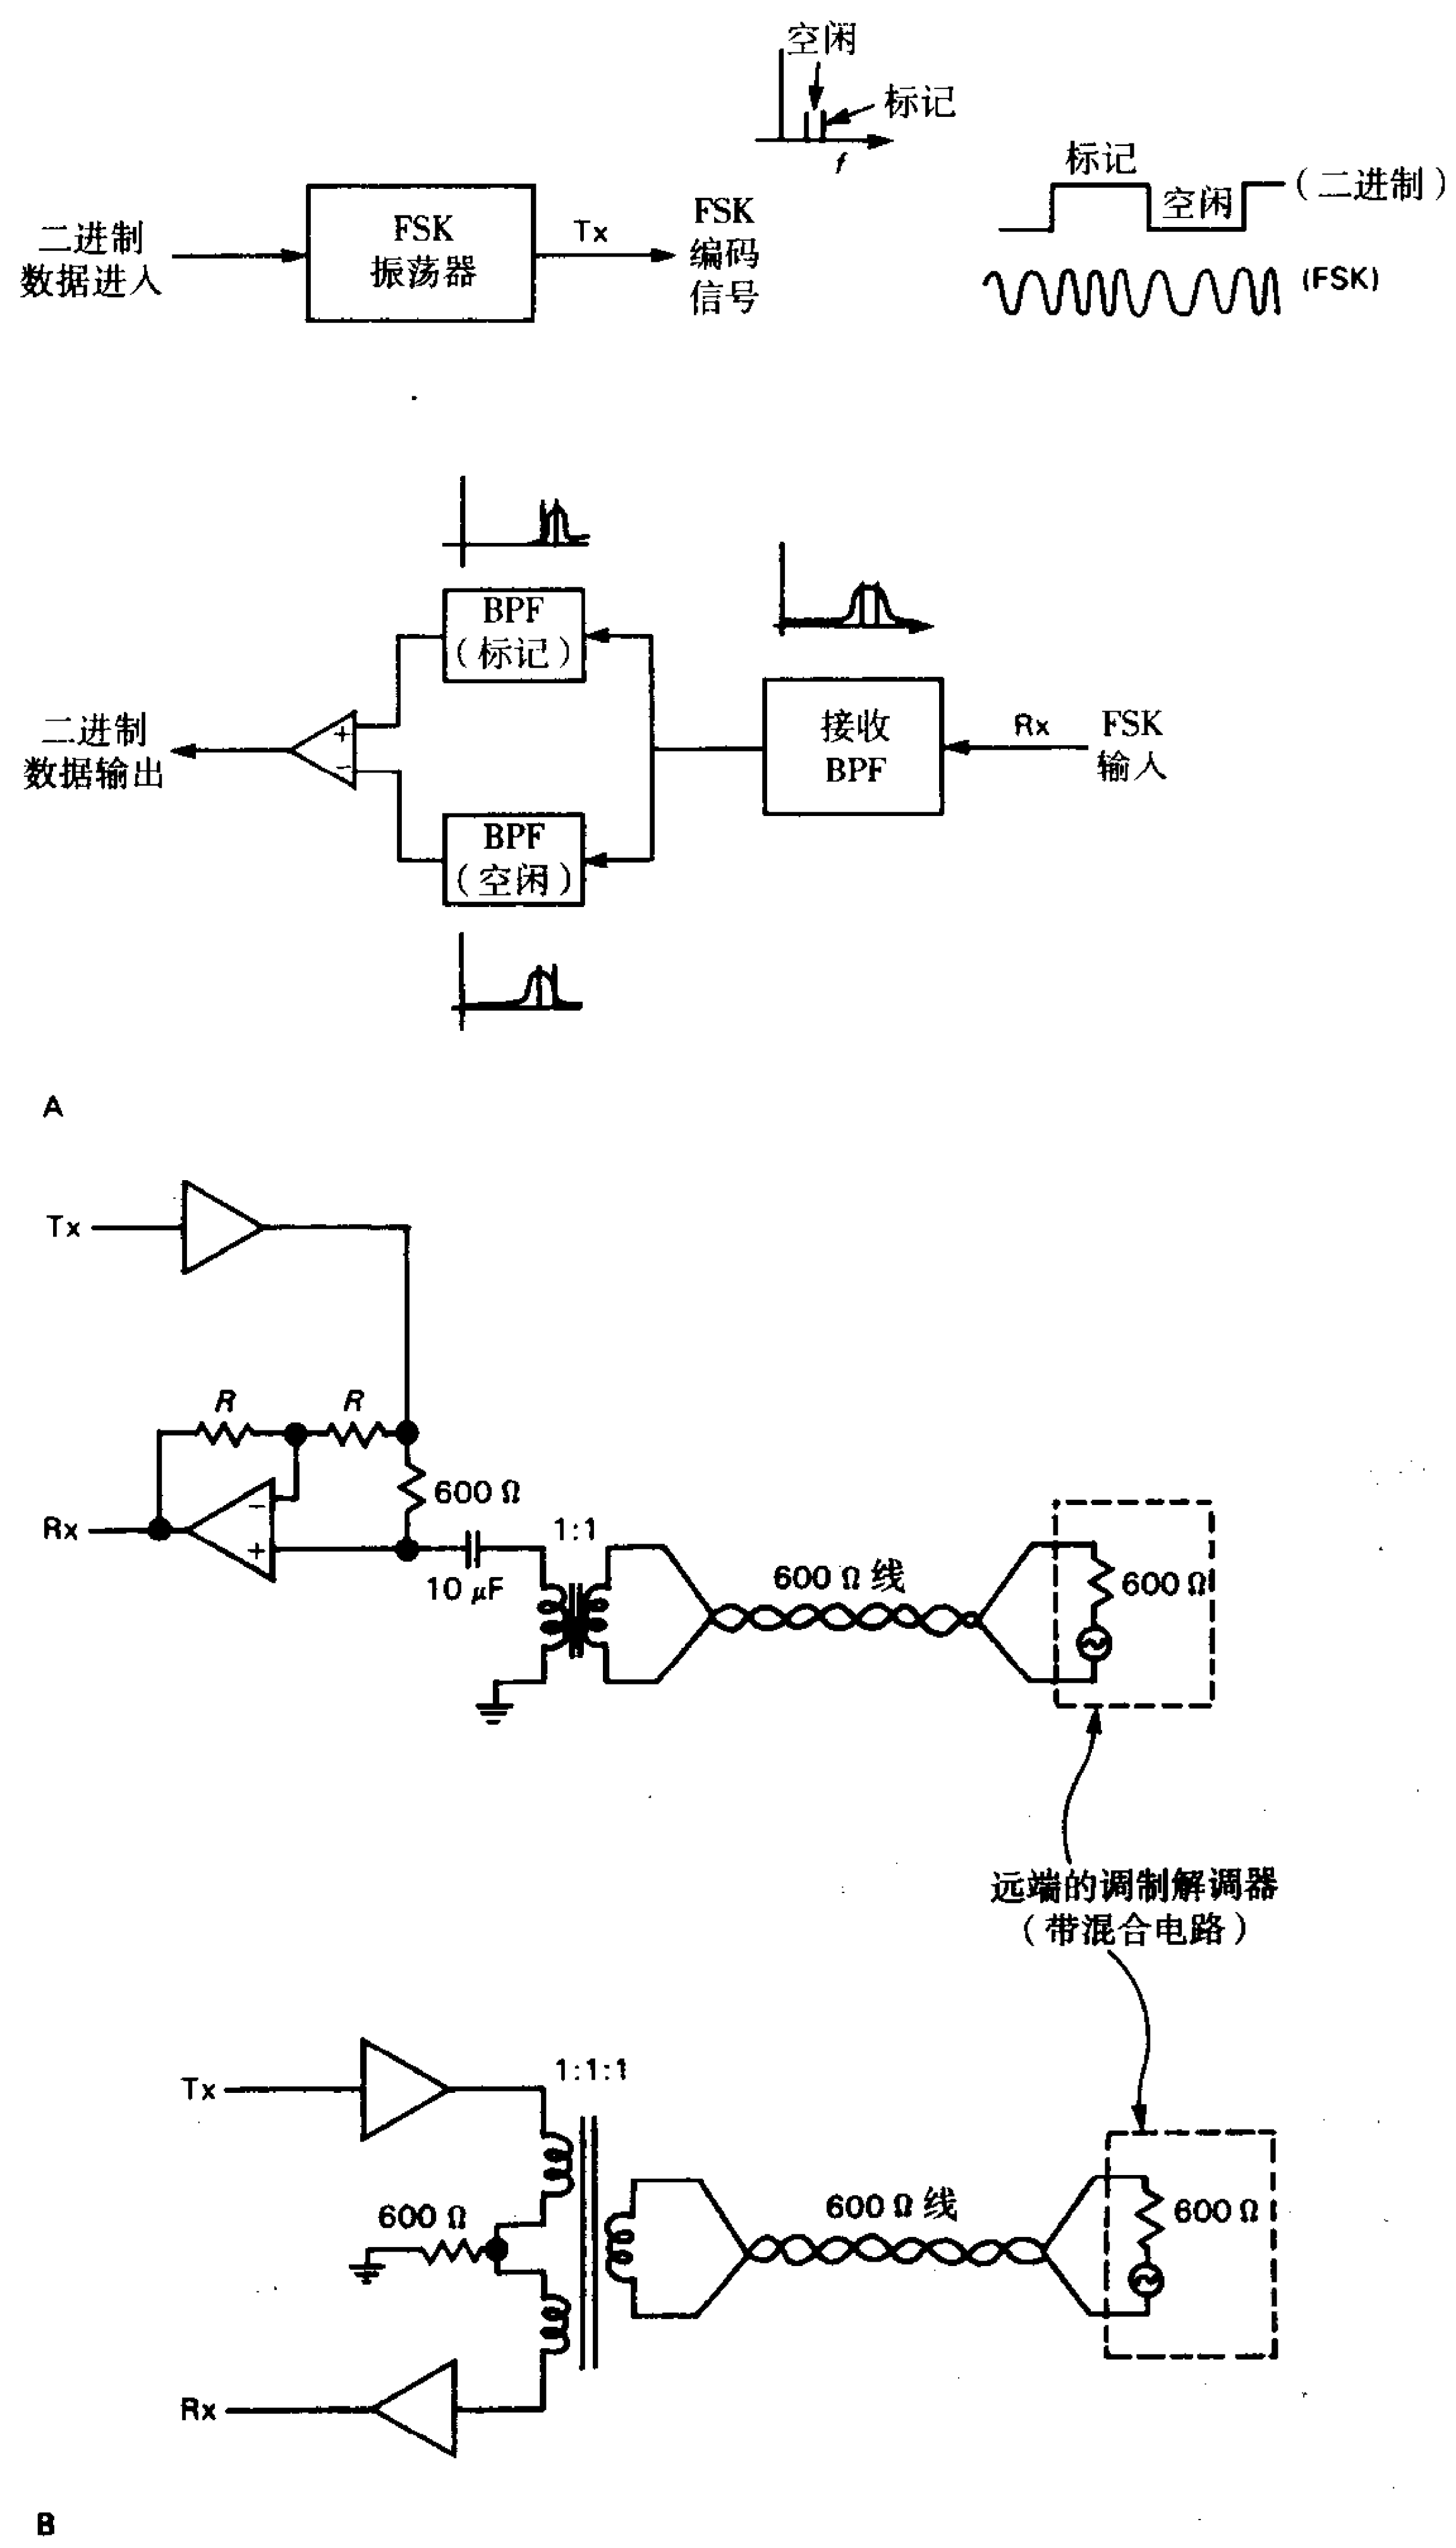 空闲
标记
f
标记
空闲
（二进制）
(FSK)
二进制
数据进入
FSK
振荡器
Tx
FSK
编码
信号
BPF
（标记）
二进制
数据输出
+
−
接收
BPF
Rx
FSK
输入
BPF
（空闲）
A
Tx
R
R
600 Ω
−
+
Rx
10 μF
1:1
600 Ω 线
600 Ω
远端的调制解调器
（带混合电路）
Tx
1:1:1
600 Ω
600 Ω 线
600 Ω
Rx
B